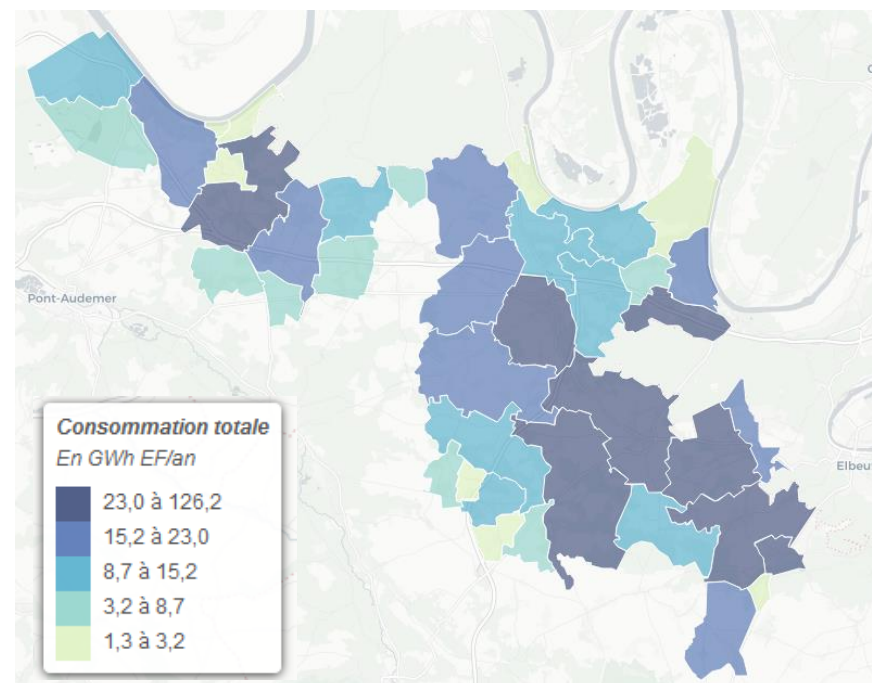 Pont-Audemer
Consommation totale
En GWh EF/an
23,0 à 126,2
15,2 à 23,0
8,7 à 15,2
3,2 à 8,7
1,3 à 3,2
Elbeu